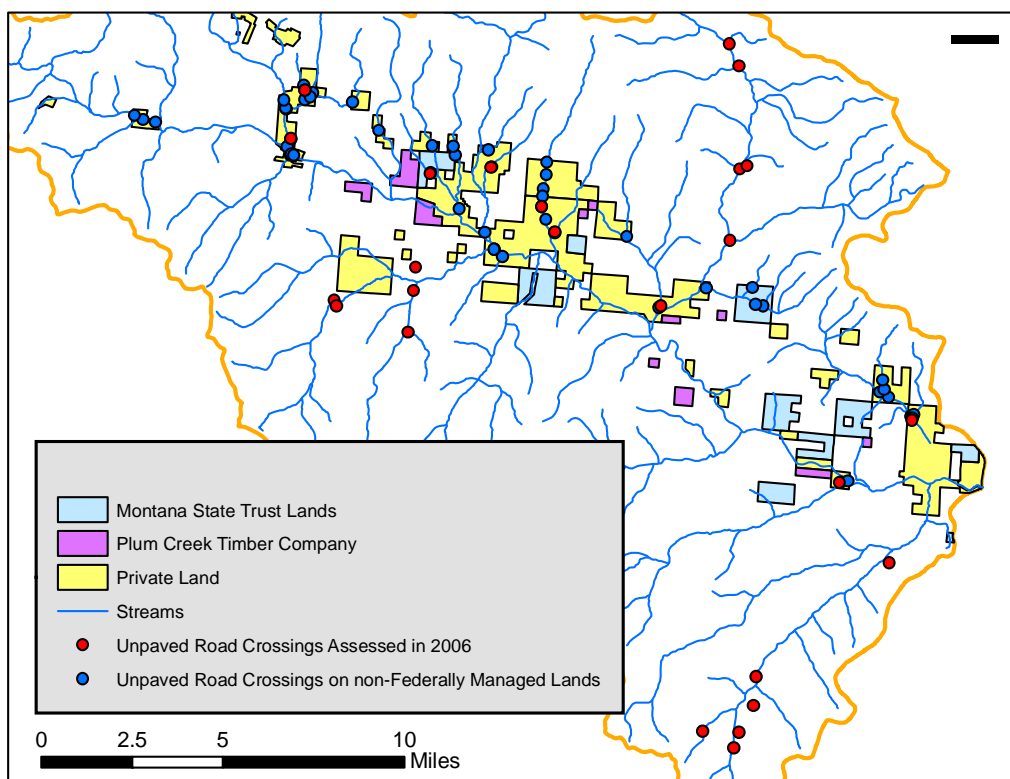 Montana State Trust Lands
Plum Creek Timber Company
Private Land
Streams
Unpaved Road Crossings Assessed in 2006
Unpaved Road Crossings on non-Federally Managed Lands
0 2.5 5 10
Miles